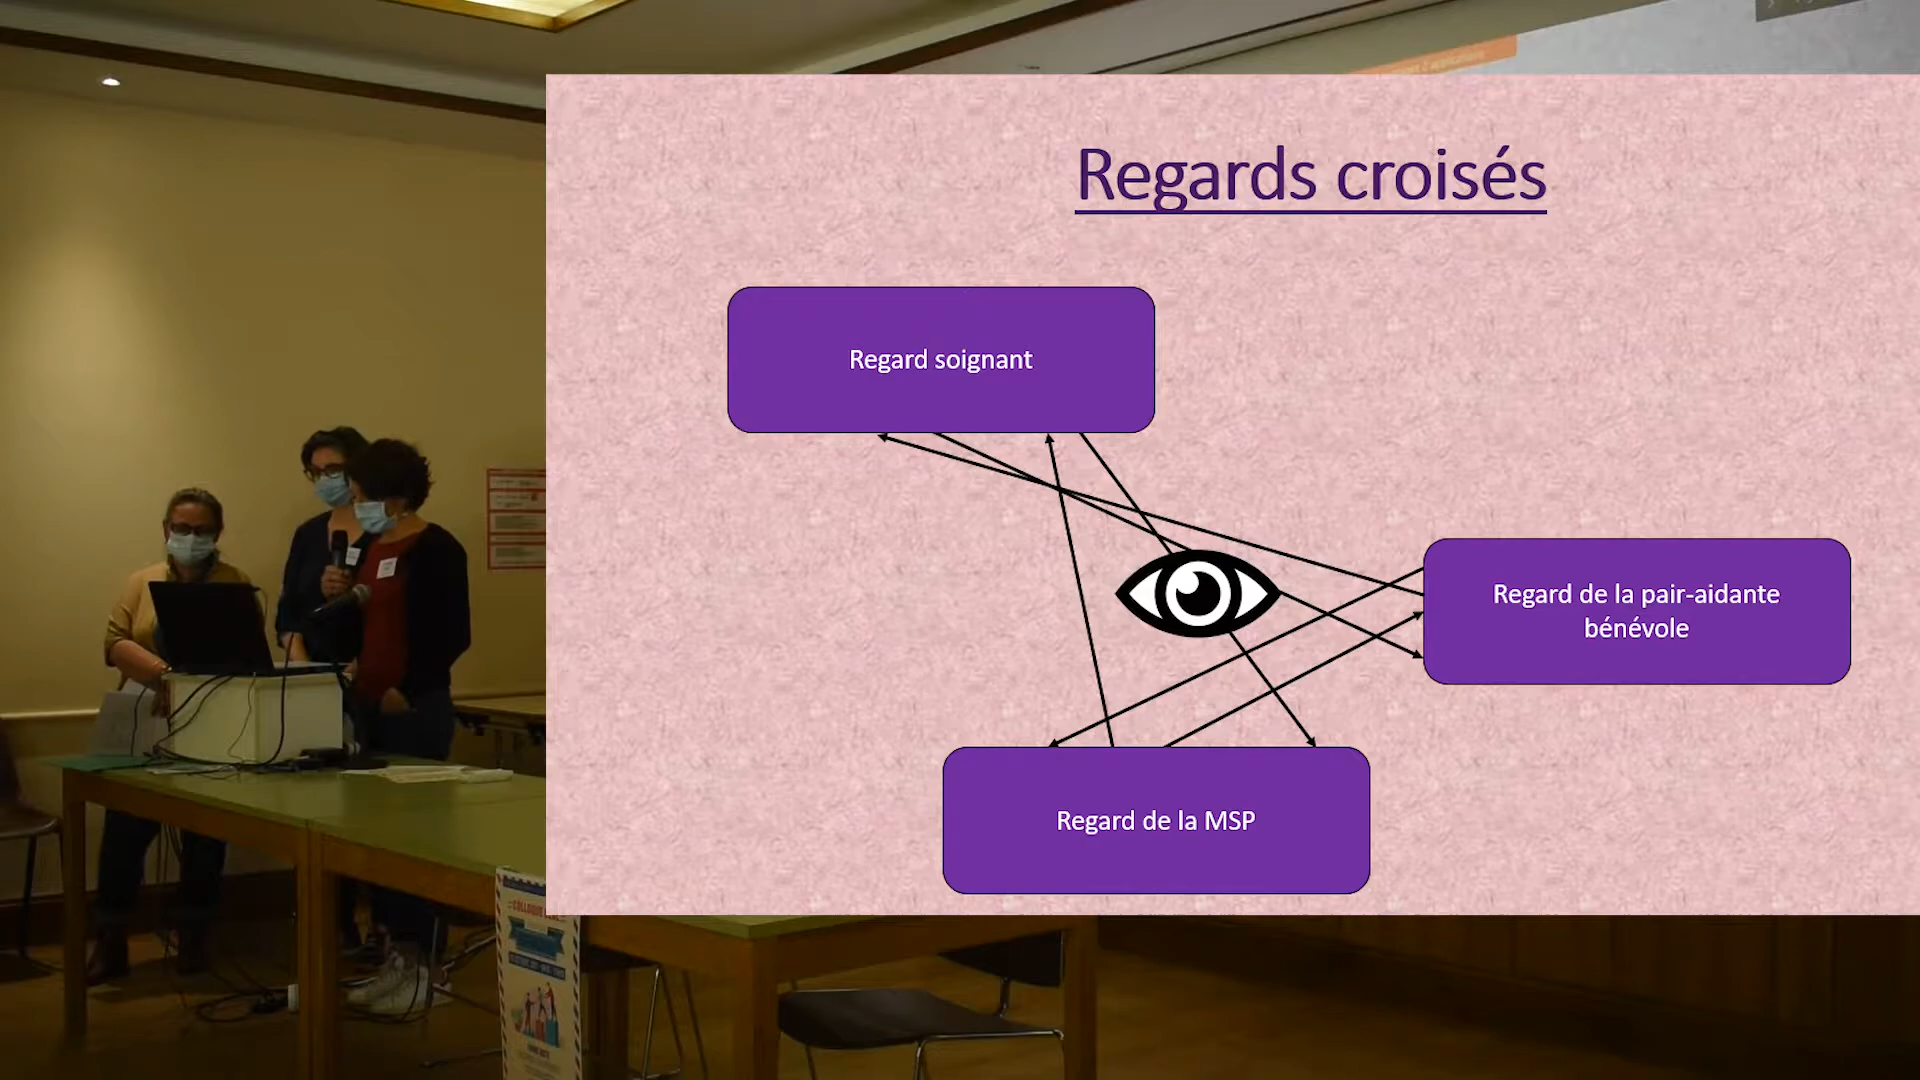 Regards croisés
Regard soignant
Regard de la pair-aidante
bénévole
Regard de la MSP